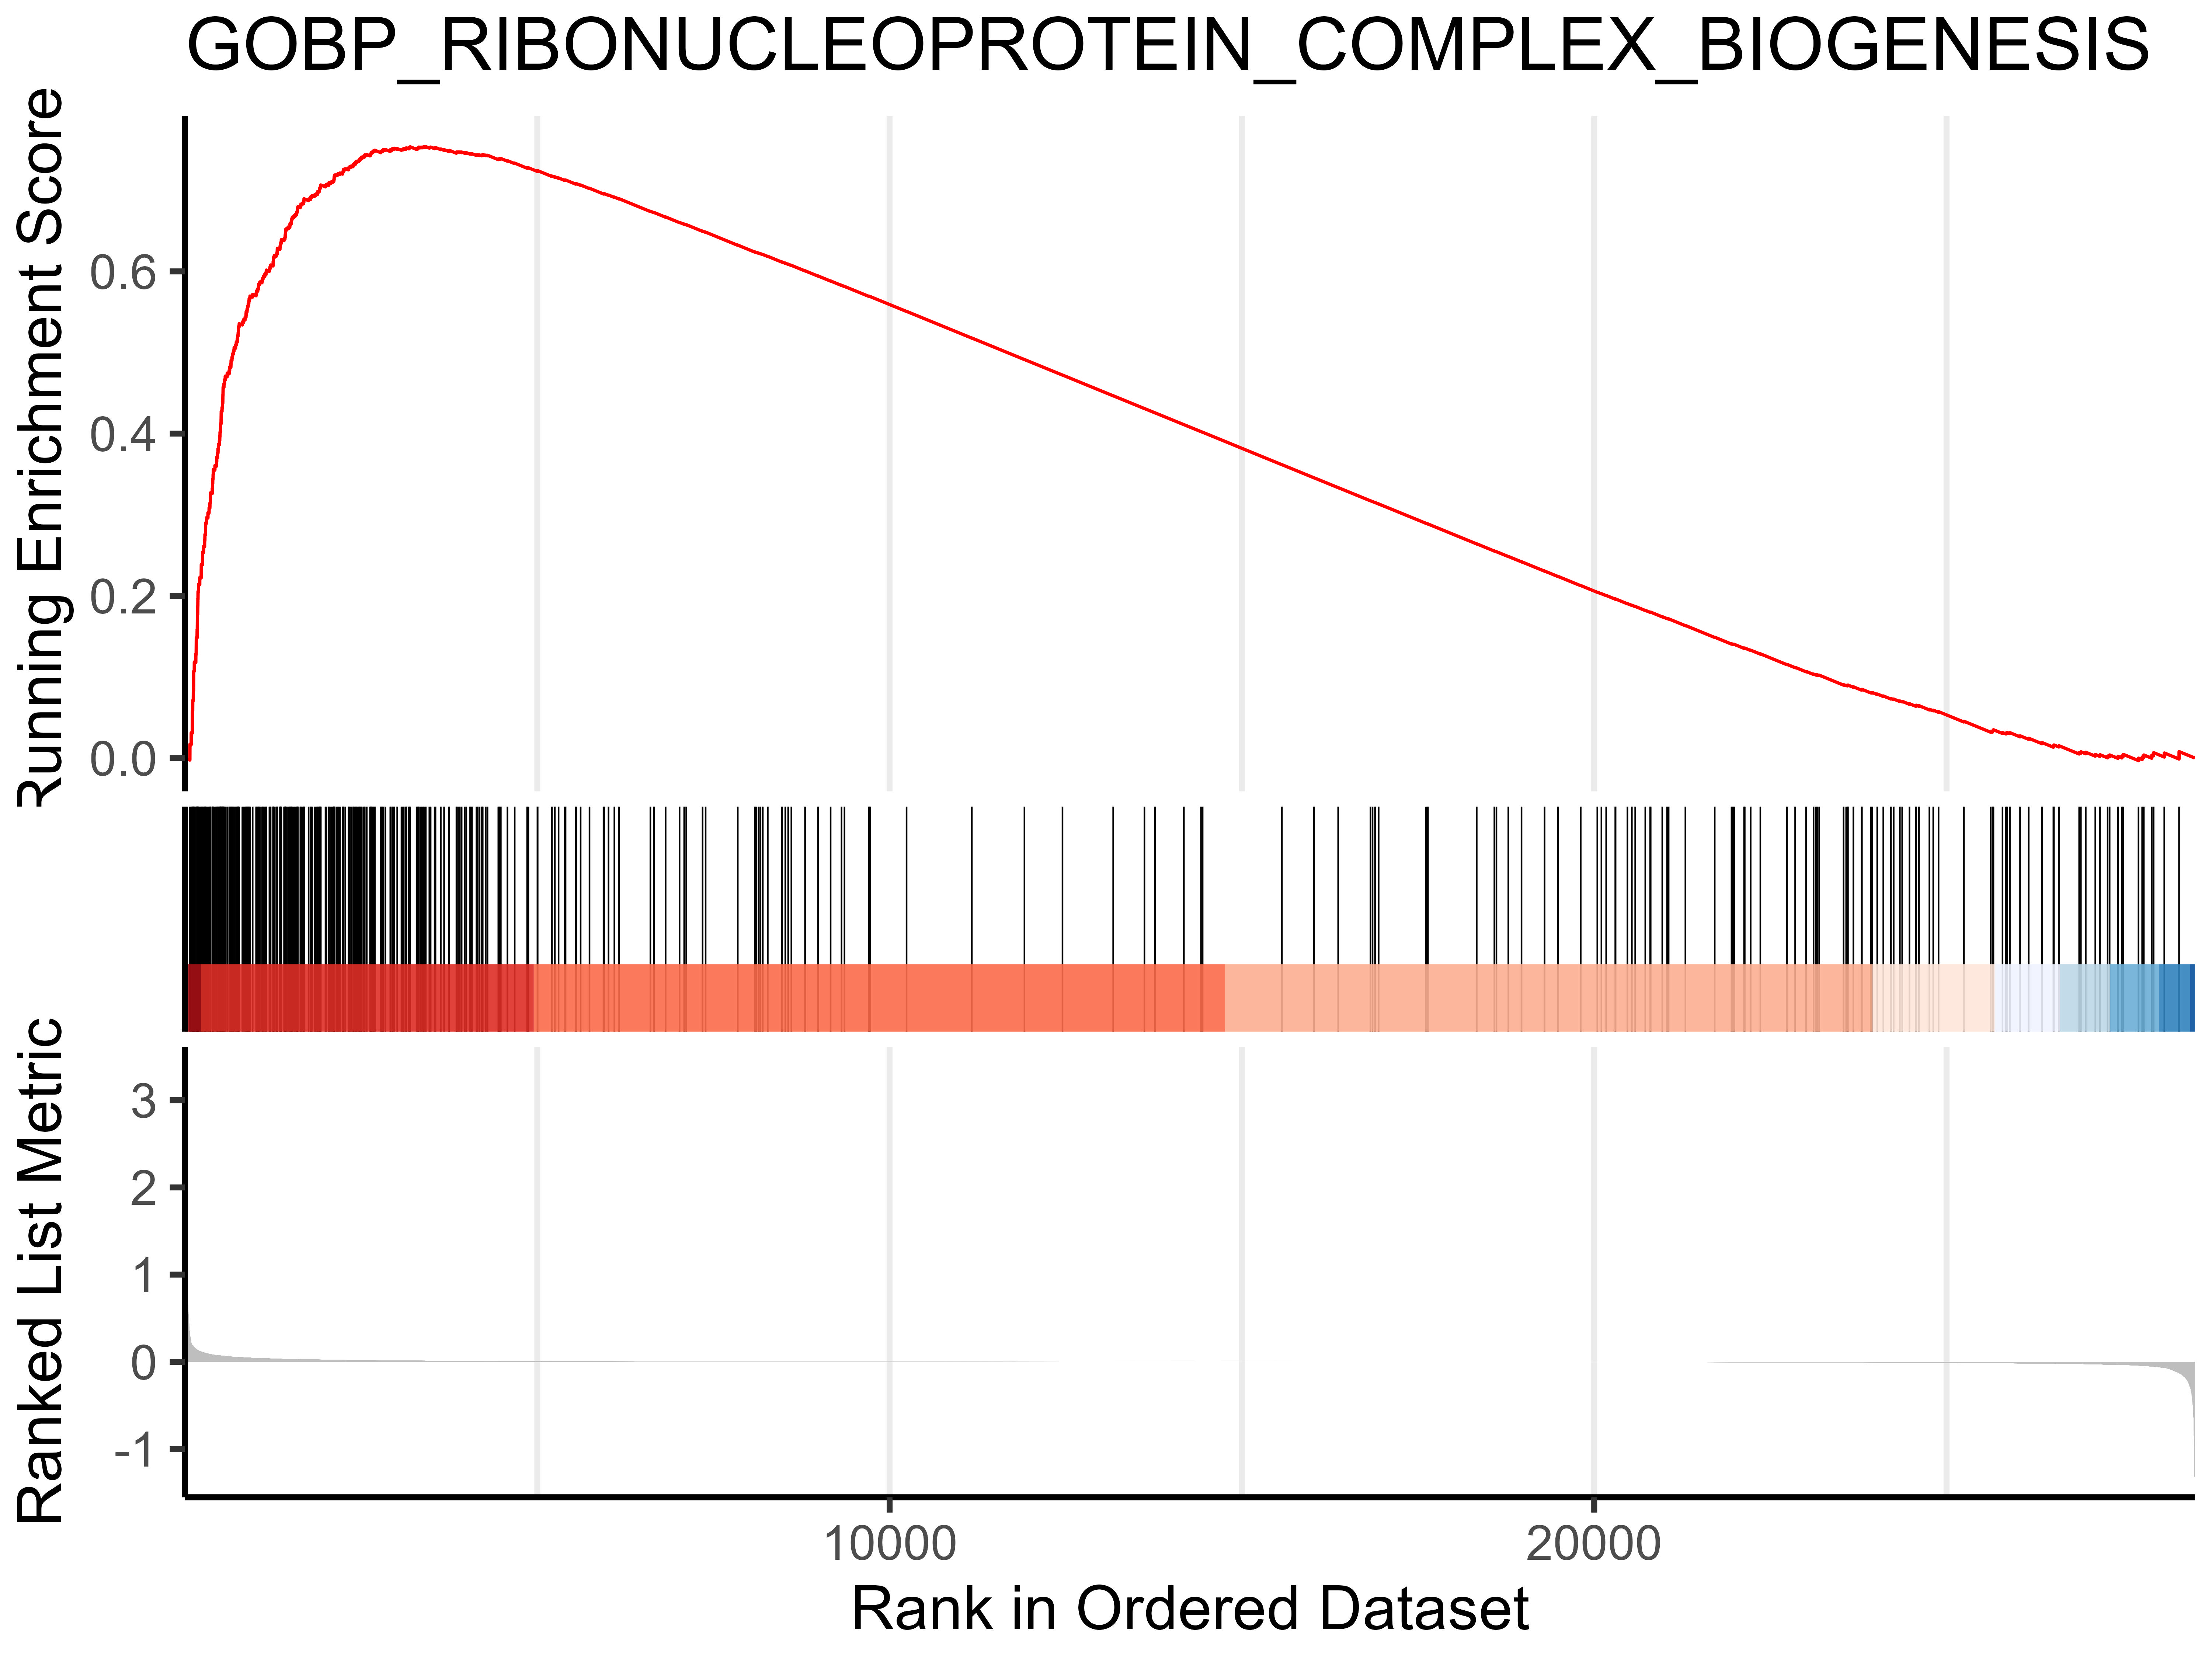 GOBP_RIBONUCLEOPROTEIN_COMPLEX_BIOGENESIS
Running Enrichment Score
0.6
0.4
0.2
0.0
Ranked List Metric
3
2
1
0
-1
10000
20000
Rank in Ordered Dataset